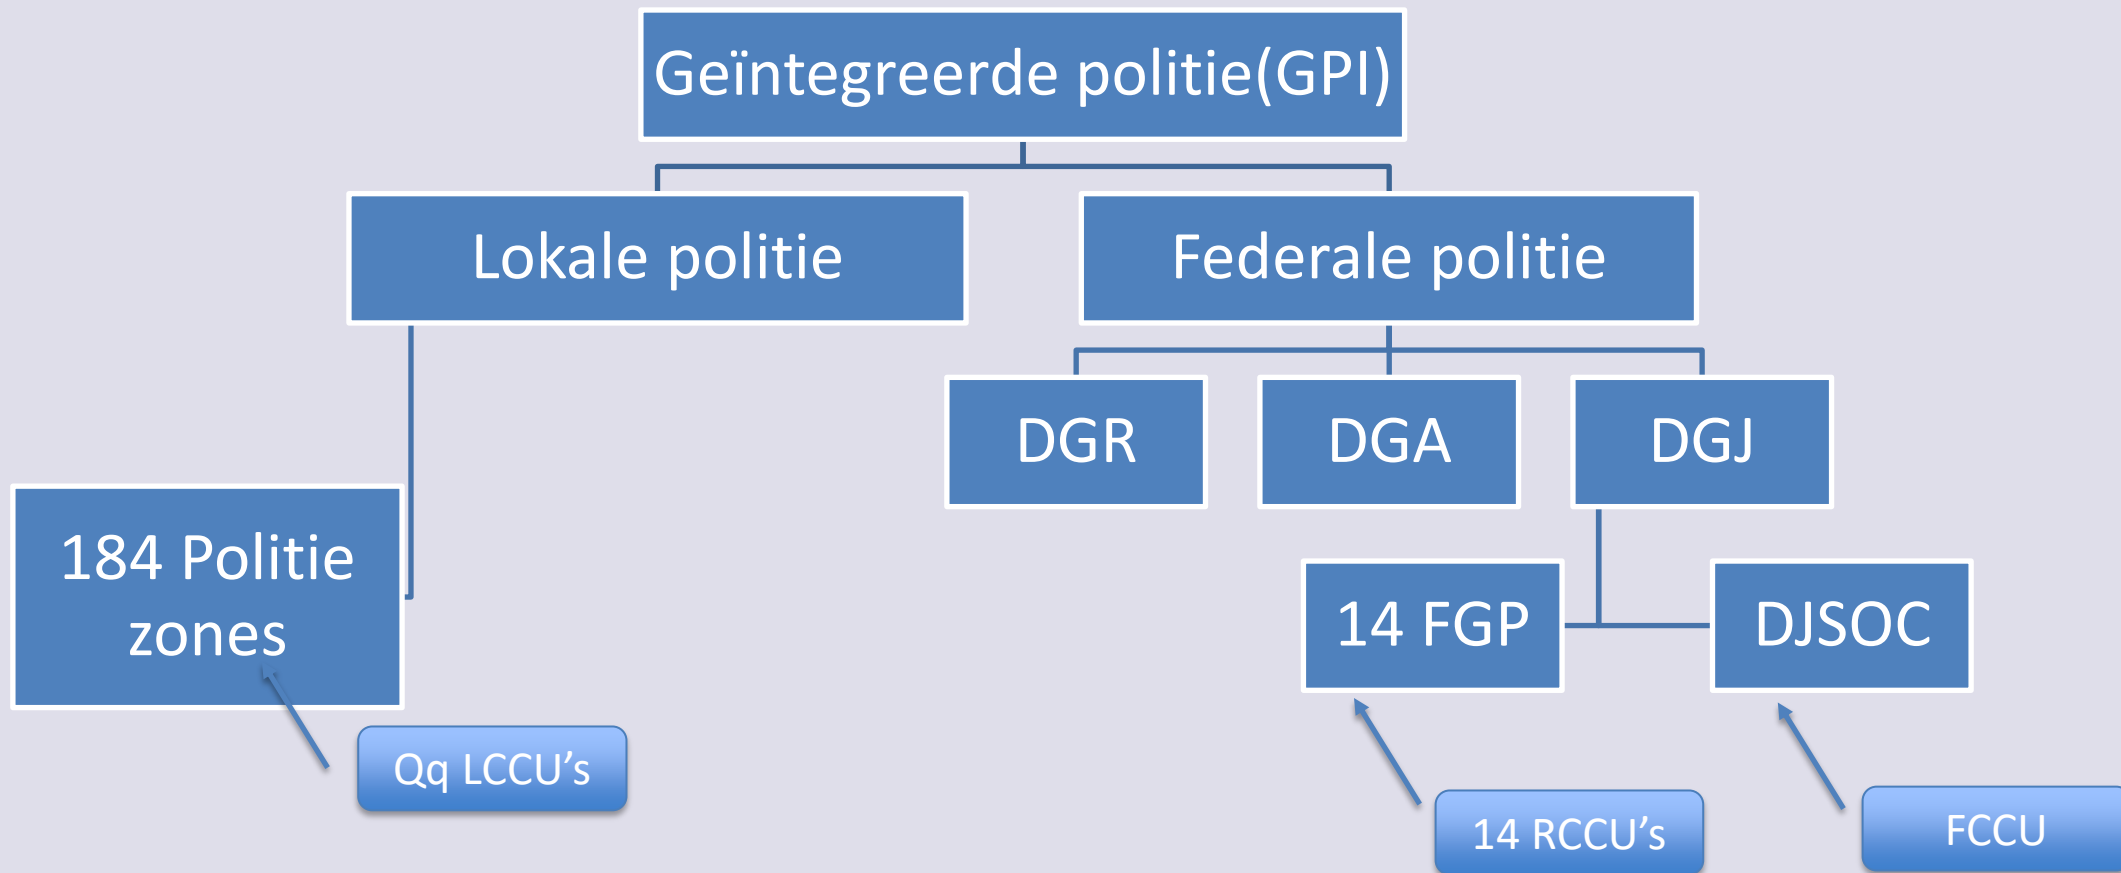 Geïntegreerde politie(GPI)
Lokale politie
Federale politie
DGR
DGA
DGJ
184 Politie
zones
14 FGP
DJSOC
Qq LCCU’s
14 RCCU’s
FCCU